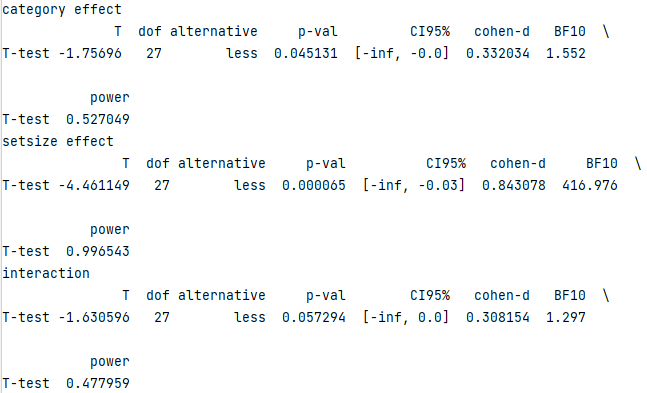 category effect
T dof alternative p-val CI95% cohen-d BF10 \
T-test -1.75696 27 less 0.045131 [-inf, -0.0] 0.332034 1.552
power
T-test 0.527049
setsize effect
T dof alternative p-val CI95% cohen-d BF10 \
T-test -4.461149 27 less 0.000065 [-inf, -0.03] 0.843078 416.976
power
T-test 0.996543
interaction
T dof alternative p-val CI95% cohen-d BF10 \
T-test -1.630596 27 less 0.057294 [-inf, 0.0] 0.308154 1.297
power
T-test 0.477959